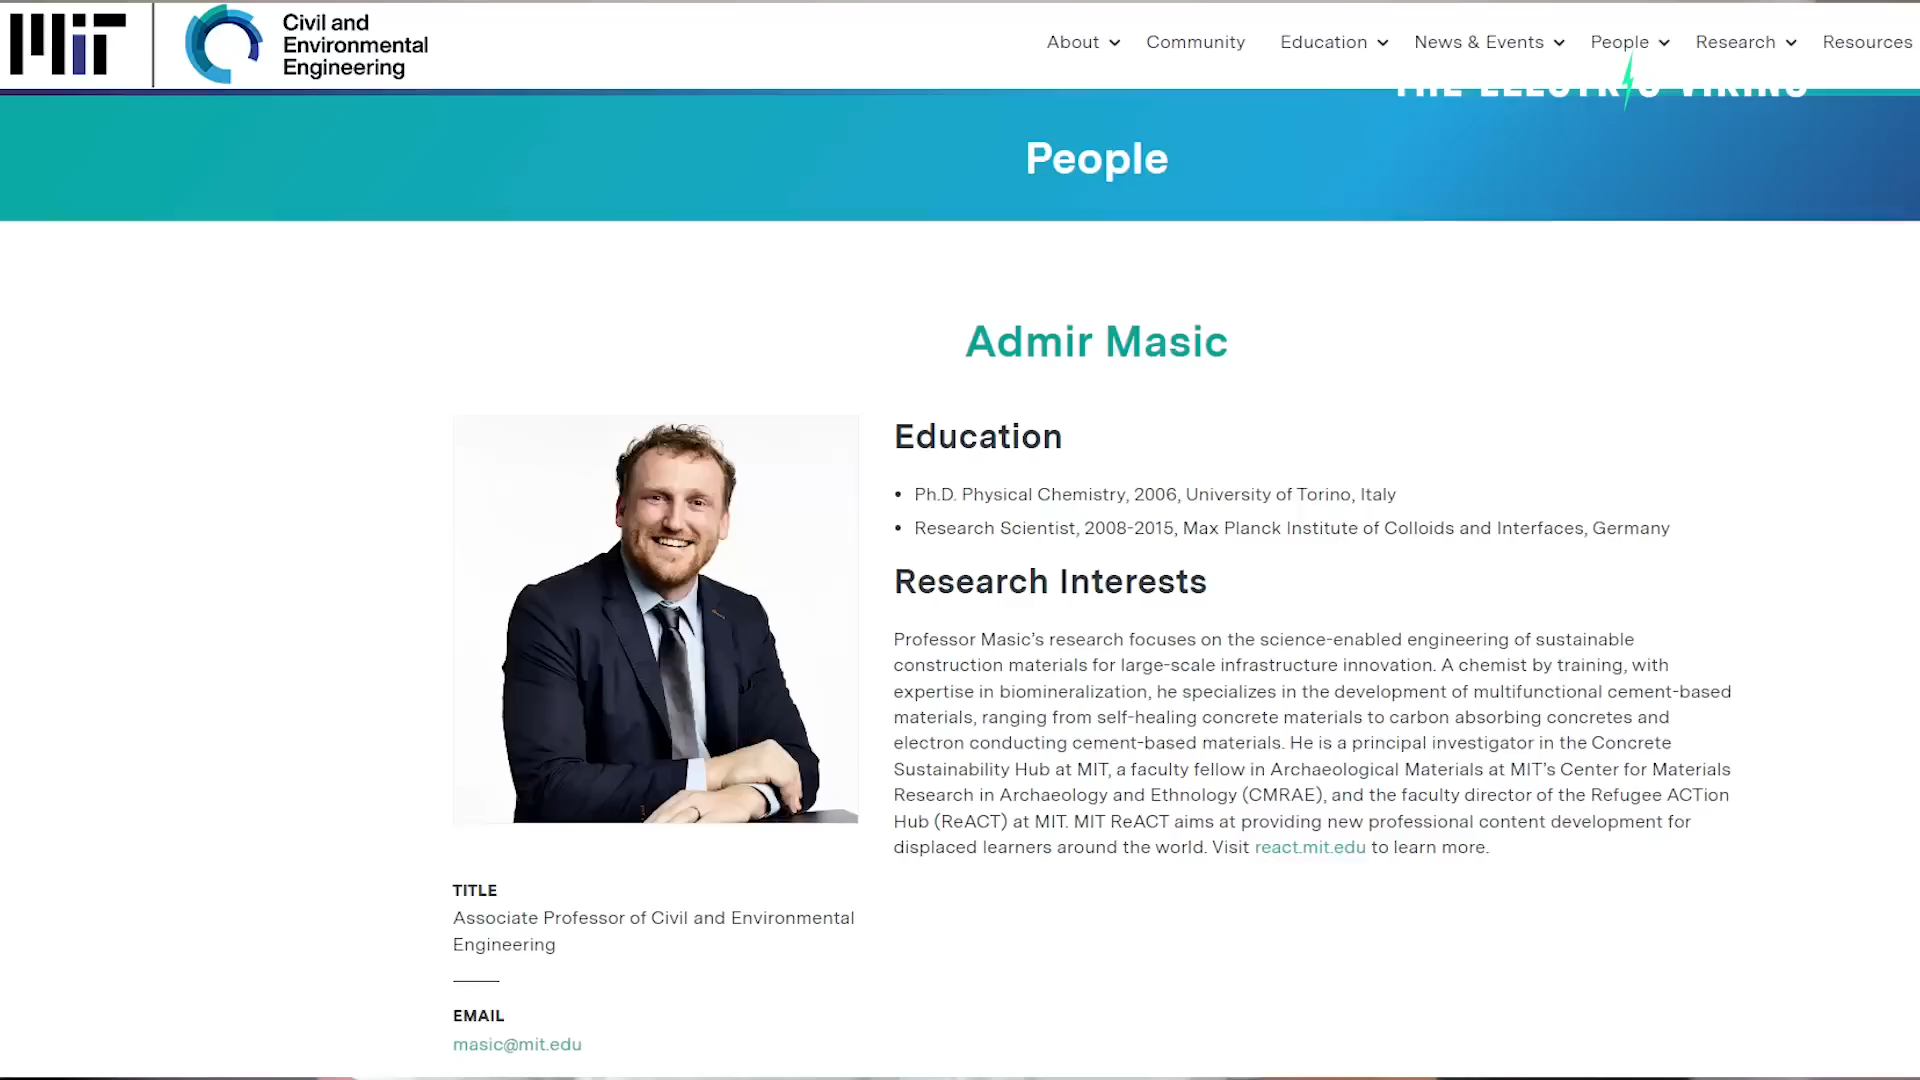 MIT
Civil and
Environmental
Engineering
About
Community
Education
News & Events
People
Research
Resources
THE ELECTRIC VIKING
People
Admir Masic
Education
• Ph.D. Physical Chemistry, 2006, University of Torino, Italy
• Research Scientist, 2008-2015, Max Planck Institute of Colloids and Interfaces, Germany
Research Interests
Professor Masic’s research focuses on the science-enabled engineering of sustainable
construction materials for large-scale infrastructure innovation. A chemist by training, with
expertise in biomineralization, he specializes in the development of multifunctional cement-based
materials, ranging from self-healing concrete materials to carbon absorbing concretes and
electron conducting cement-based materials. He is a principal investigator in the Concrete
Sustainability Hub at MIT, a faculty fellow in Archaeological Materials at MIT’s Center for Materials
Research in Archaeology and Ethnology (CMRAE), and the faculty director of the Refugee ACTion
Hub (ReACT) at MIT. MIT ReACT aims at providing new professional content development for
displaced learners around the world. Visit react.mit.edu to learn more.
TITLE
Associate Professor of Civil and Environmental
Engineering
EMAIL
masic@mit.edu